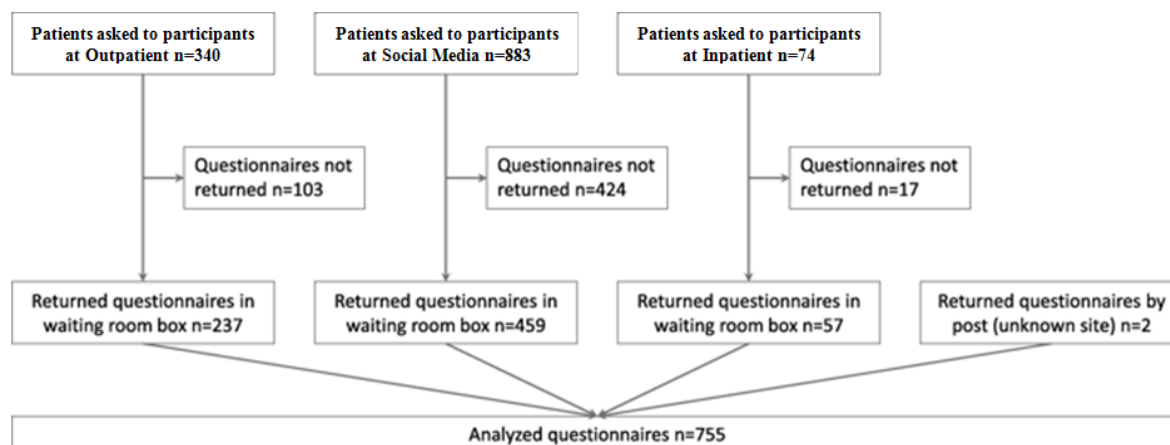 Patients asked to participants
at Outpatient n=340
Patients asked to participants
at Social Media n=883
Patients asked to participants
at Inpatient n=74
Questionnaires not
returned n=103
Questionnaires not
returned n=424
Questionnaires not
returned n=17
Returned questionnaires in
waiting room box n=237
Returned questionnaires in
waiting room box n=459
Returned questionnaires in
waiting room box n=57
Returned questionnaires by
post (unknown site) n=2
Analyzed questionnaires n=755